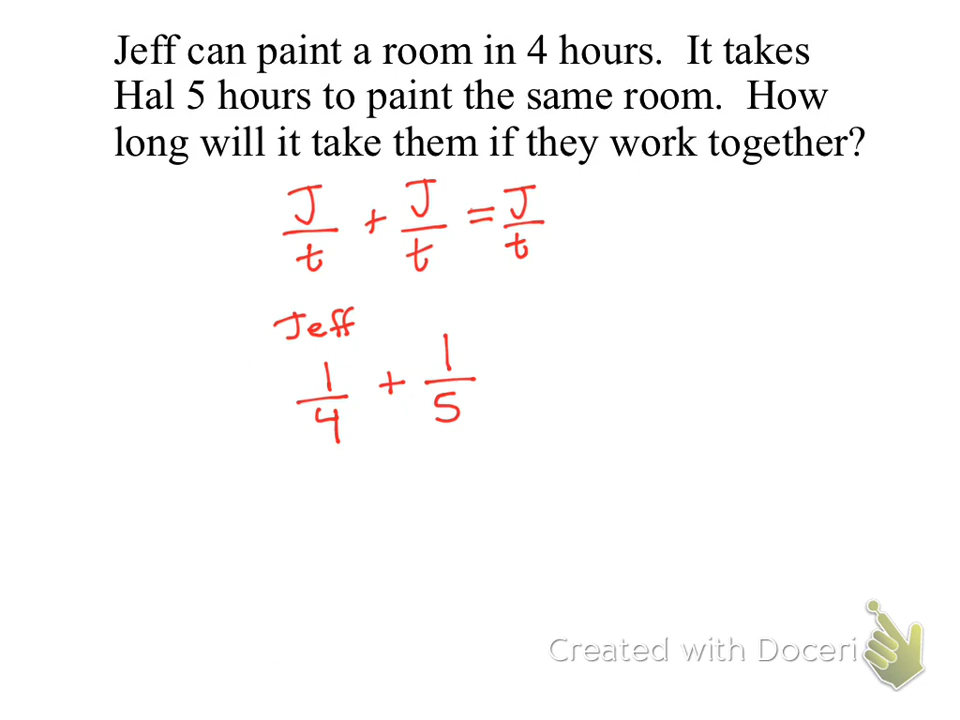 Jeff can paint a room in 4 hours. It takes
Hal 5 hours to paint the same room. How
long will it take them if they work together?
J/t + J/t = J/t
Jeff
1/4 + 1/5
Created with Doceri